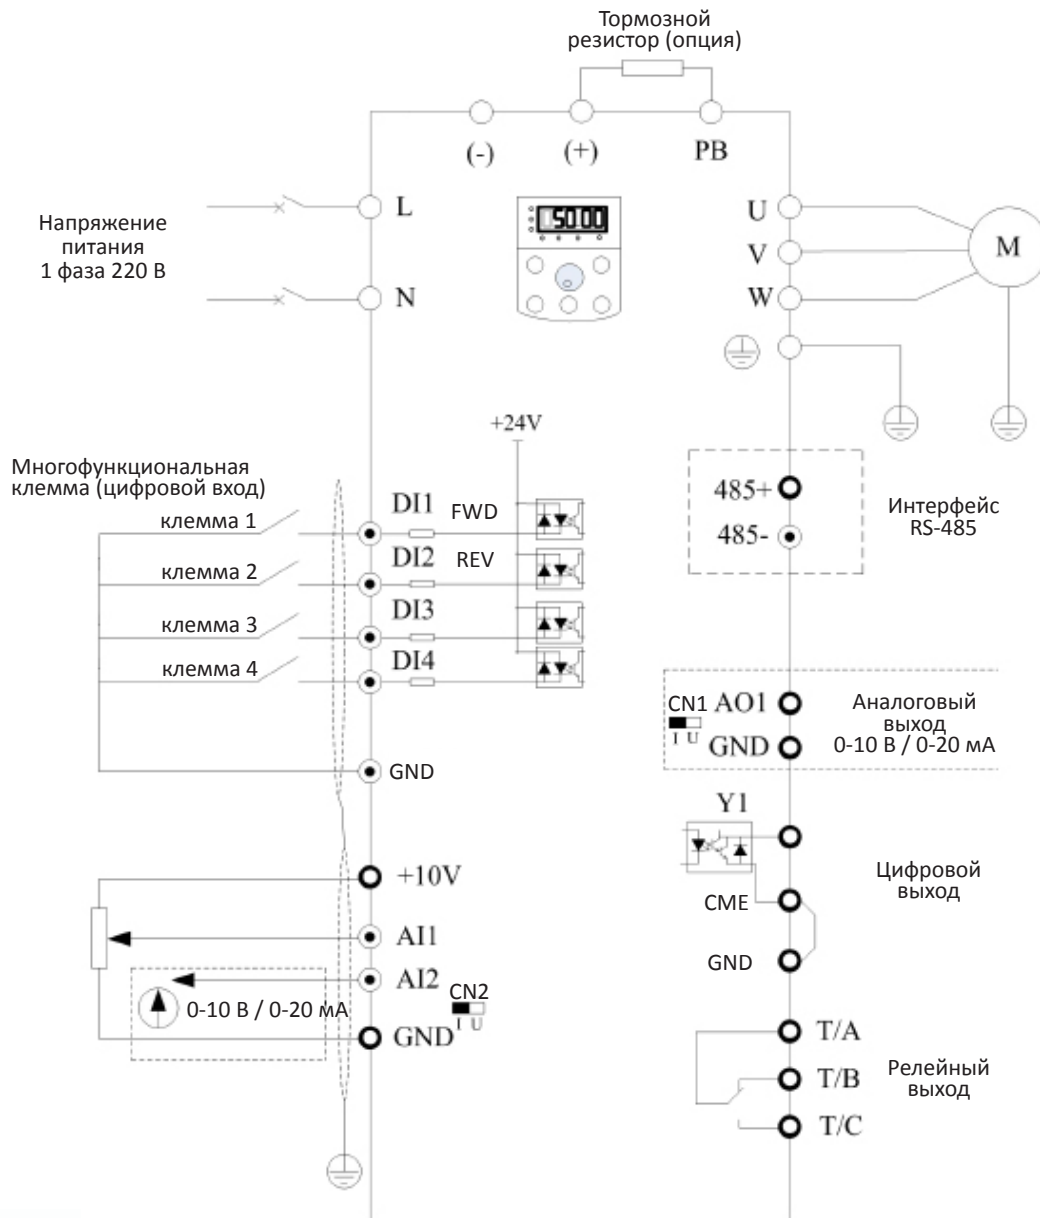 Тормозной
резистор (опция)
(-)
(+)
PB
Напряжение
питания
1 фаза 220 В
L
N
50.00
U
V
W
M
+24V
Многофункциональная
клемма (цифровой вход)
клемма 1
DI1
FWD
клемма 2
DI2
REV
клемма 3
DI3
клемма 4
DI4
GND
485+
485-
Интерфейс
RS-485
CN1
I U
AO1
GND
Аналоговый
выход
0-10 В / 0-20 мА
Y1
CME
GND
Цифровой
выход
+10V
AI1
AI2
0-10 В / 0-20 мА
CN2
I U
GND
T/A
T/B
T/C
Релейный
выход